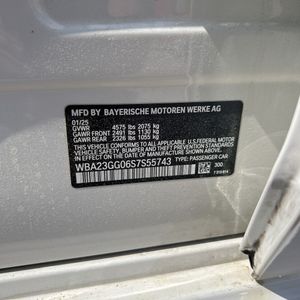 MFD BY BAYERISCHE MOTOREN WERKE AG
01/25
GVWR 4575 lbs 2075 kg
GAWR FRONT 2491 lbs 1130 kg
GAWR REAR 2326 lbs 1055 kg
THIS VEHICLE CONFORMS TO ALL APPLICABLE U.S. FEDERAL MOTOR
VEHICLE SAFETY, BUMPER, AND THEFT PREVENTION STANDARDS
IN EFFECT ON THE DATE OF MANUFACTURE SHOWN ABOVE.
WBA23GG06S7S55743 TYPE: PASSENGER CAR
300